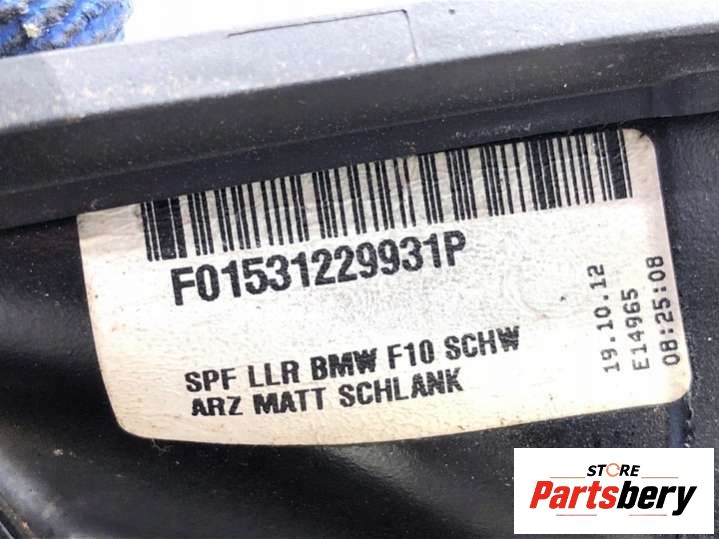 F01531229931P
SPF LLR BMW F10 SCHW
ARZ MATT SCHLANK
19.10.12
E14965
08:25:08
STORE
Partsbery